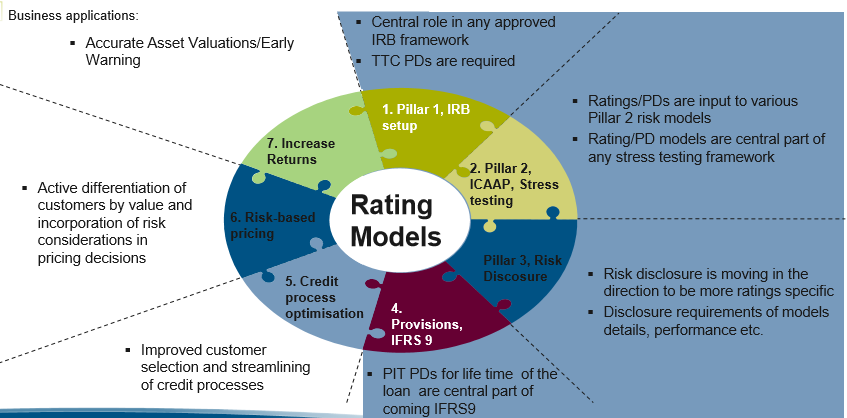 Business applications:
▪ Accurate Asset Valuations/Early
Warning
▪ Central role in any approved
IRB framework
▪ TTC PDs are required
▪ Ratings/PDs are input to various
Pillar 2 risk models
▪ Rating/PD models are central part of
any stress testing framework
1. Pillar 1, IRB
setup
7. Increase
Returns
2. Pillar 2,
ICAAP, Stress
testing
▪ Active differentiation of
customers by value and
incorporation of risk
considerations in
pricing decisions
6. Risk-based
pricing
Rating
Models
Pillar 3, Risk
Discosure
▪ Risk disclosure is moving in the
direction to be more ratings specific
▪ Disclosure requirements of models
details, performance etc.
5. Credit
process
optimisation
4.
Provisions,
IFRS 9
▪ Improved customer
selection and streamlining
of credit processes
▪ PIT PDs for life time of the
loan are central part of
coming IFRS9